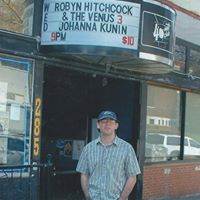 WED
ROBYN HITCHCOCK
& THE VENUS 3
JOHANNA KUNIN
9PM $10
285